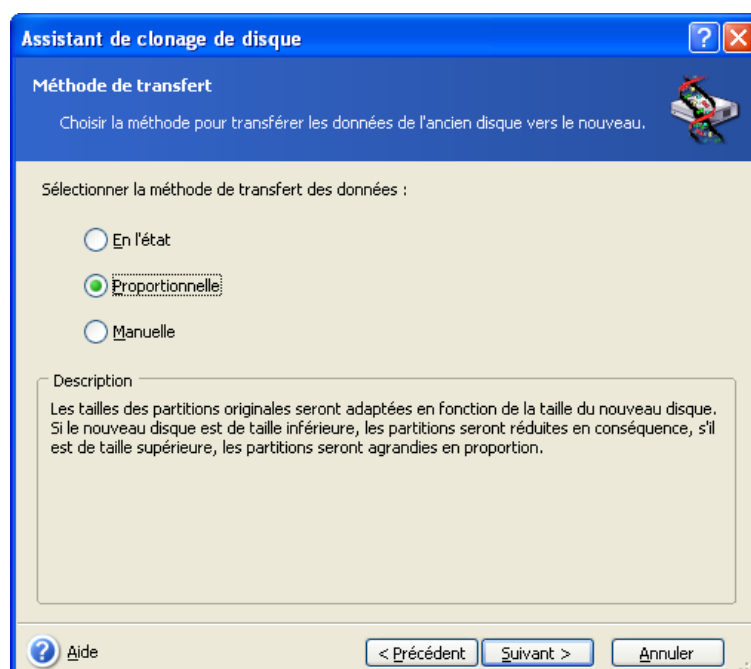 Assistant de clonage de disque
Méthode de transfert
Choisir la méthode pour transférer les données de l'ancien disque vers le nouveau.
Sélectionner la méthode de transfert des données :
En l'état
Proportionnelle
Manuelle
Description
Les tailles des partitions originales seront adaptées en fonction de la taille du nouveau disque.
Si le nouveau disque est de taille inférieure, les partitions seront réduites en conséquence, s'il
est de taille supérieure, les partitions seront agrandies en proportion.
Aide
< Précédent
Suivant >
Annuler